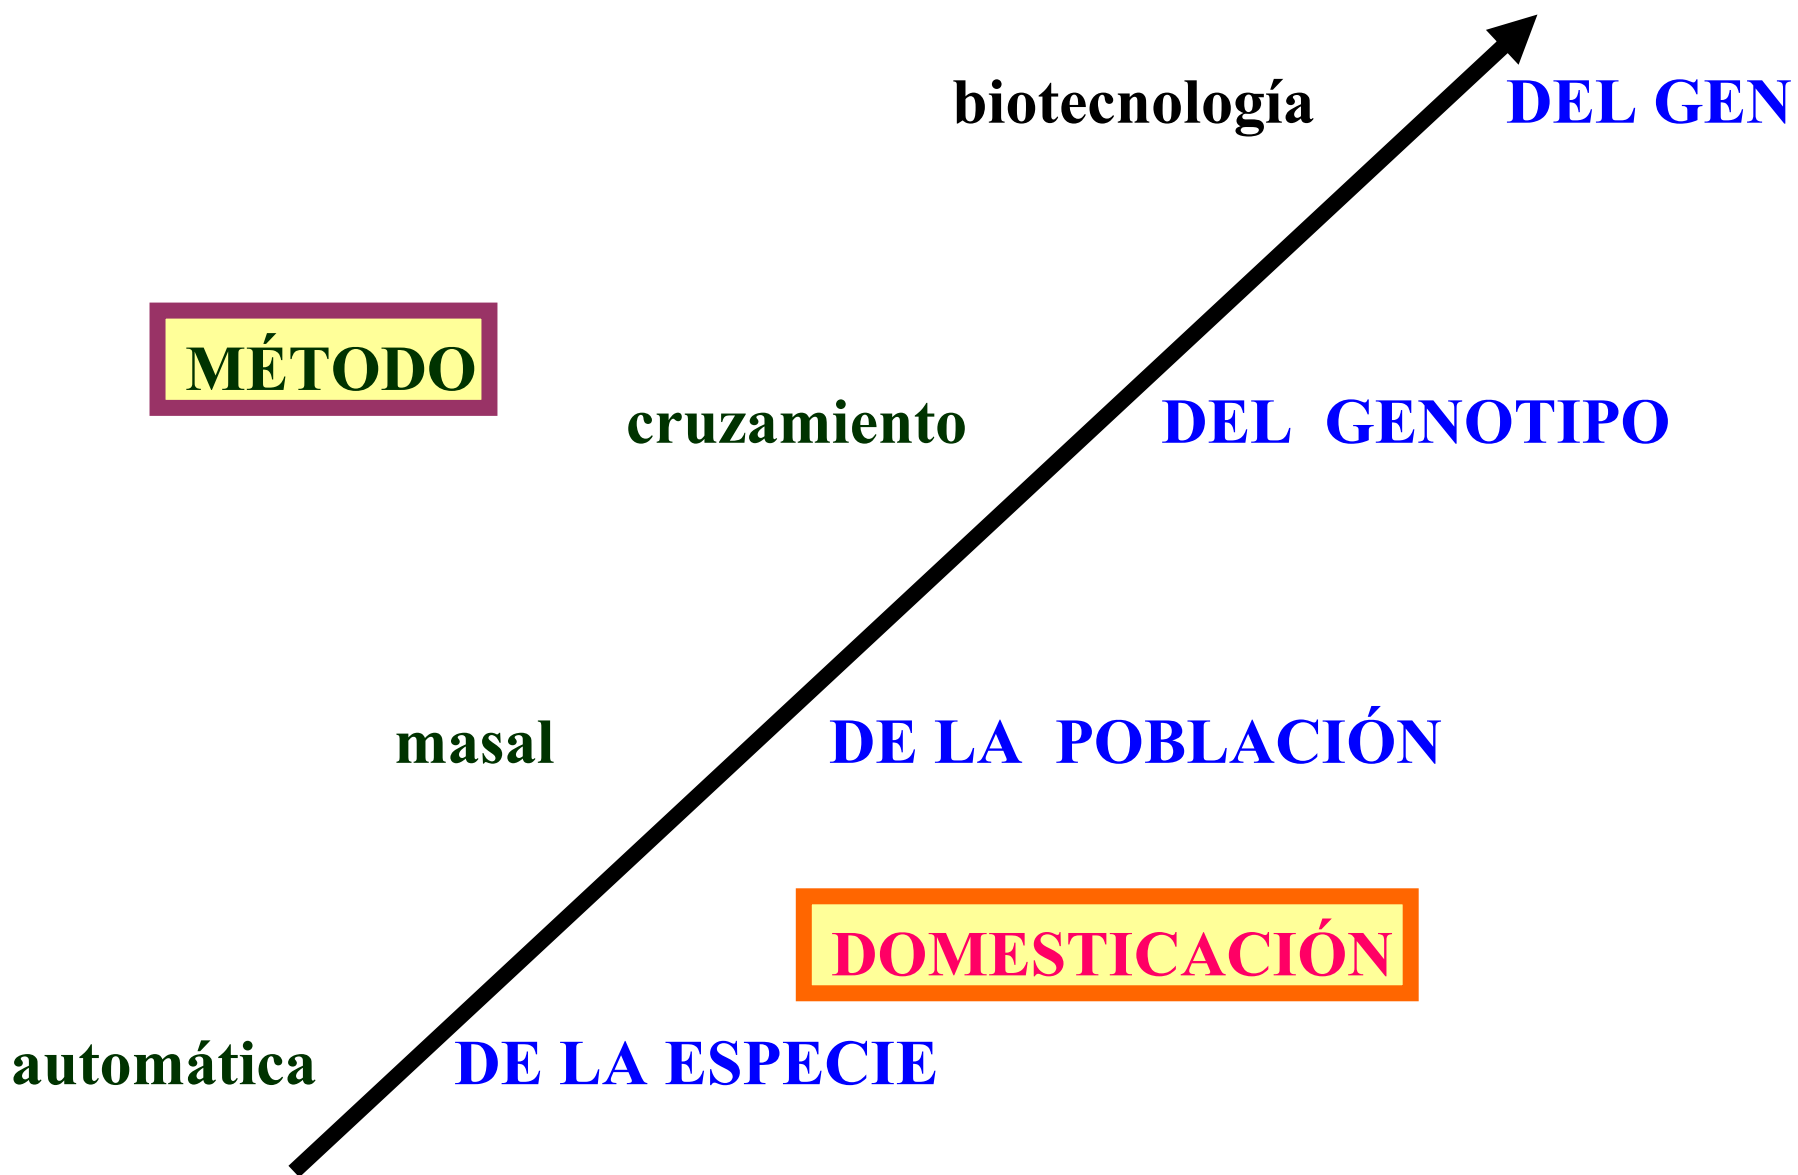 biotecnología DEL GEN
MÉTODO
cruzamiento DEL GENOTIPO
masal DE LA POBLACIÓN
DOMESTICACIÓN
automática DE LA ESPECIE